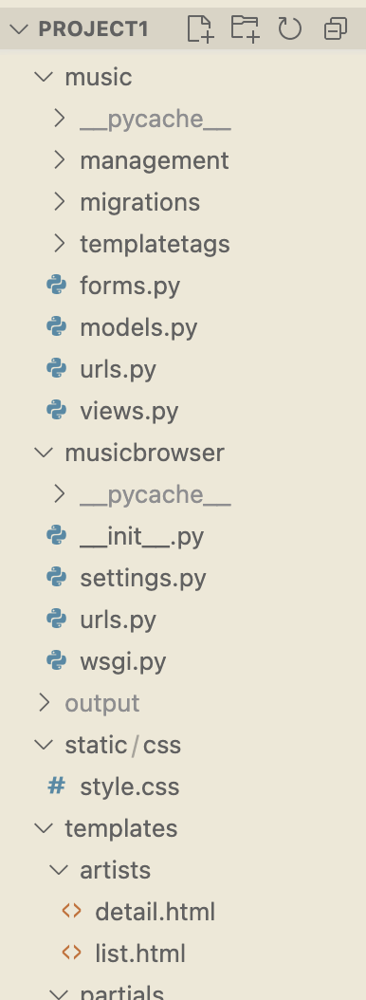 PROJECT1
music
__pycache__
management
migrations
templatetags
forms.py
models.py
urls.py
views.py
musicbrowser
__pycache__
__init__.py
settings.py
urls.py
wsgi.py
output
static/css
# style.css
templates
artists
<> detail.html
<> list.html
partials